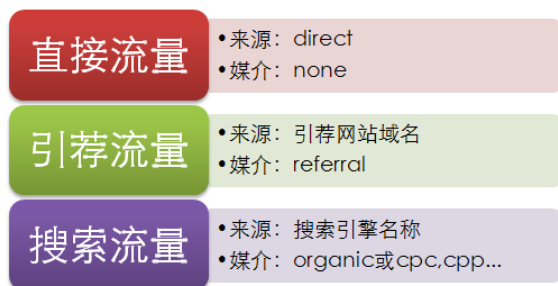 直接流量
•来源：direct
•媒介：none
引荐流量
•来源：引荐网站域名
•媒介：referral
搜索流量
•来源：搜索引擎名称
•媒介：organic或cpc,cpp...